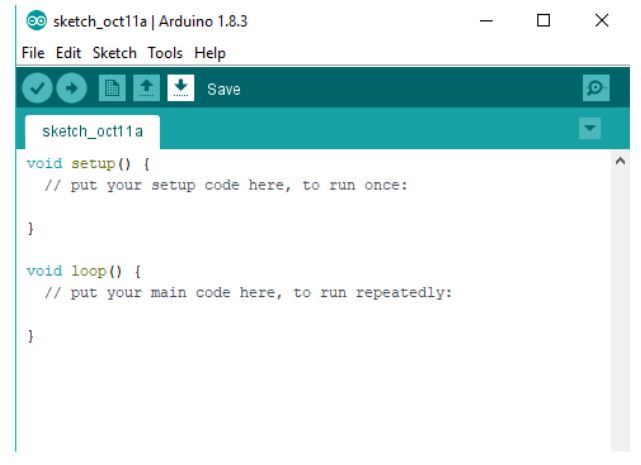 sketch_oct11a | Arduino 1.8.3
File Edit Sketch Tools Help
Save
sketch_oct11a
void setup() {
  // put your setup code here, to run once:
}
void loop() {
  // put your main code here, to run repeatedly:
}